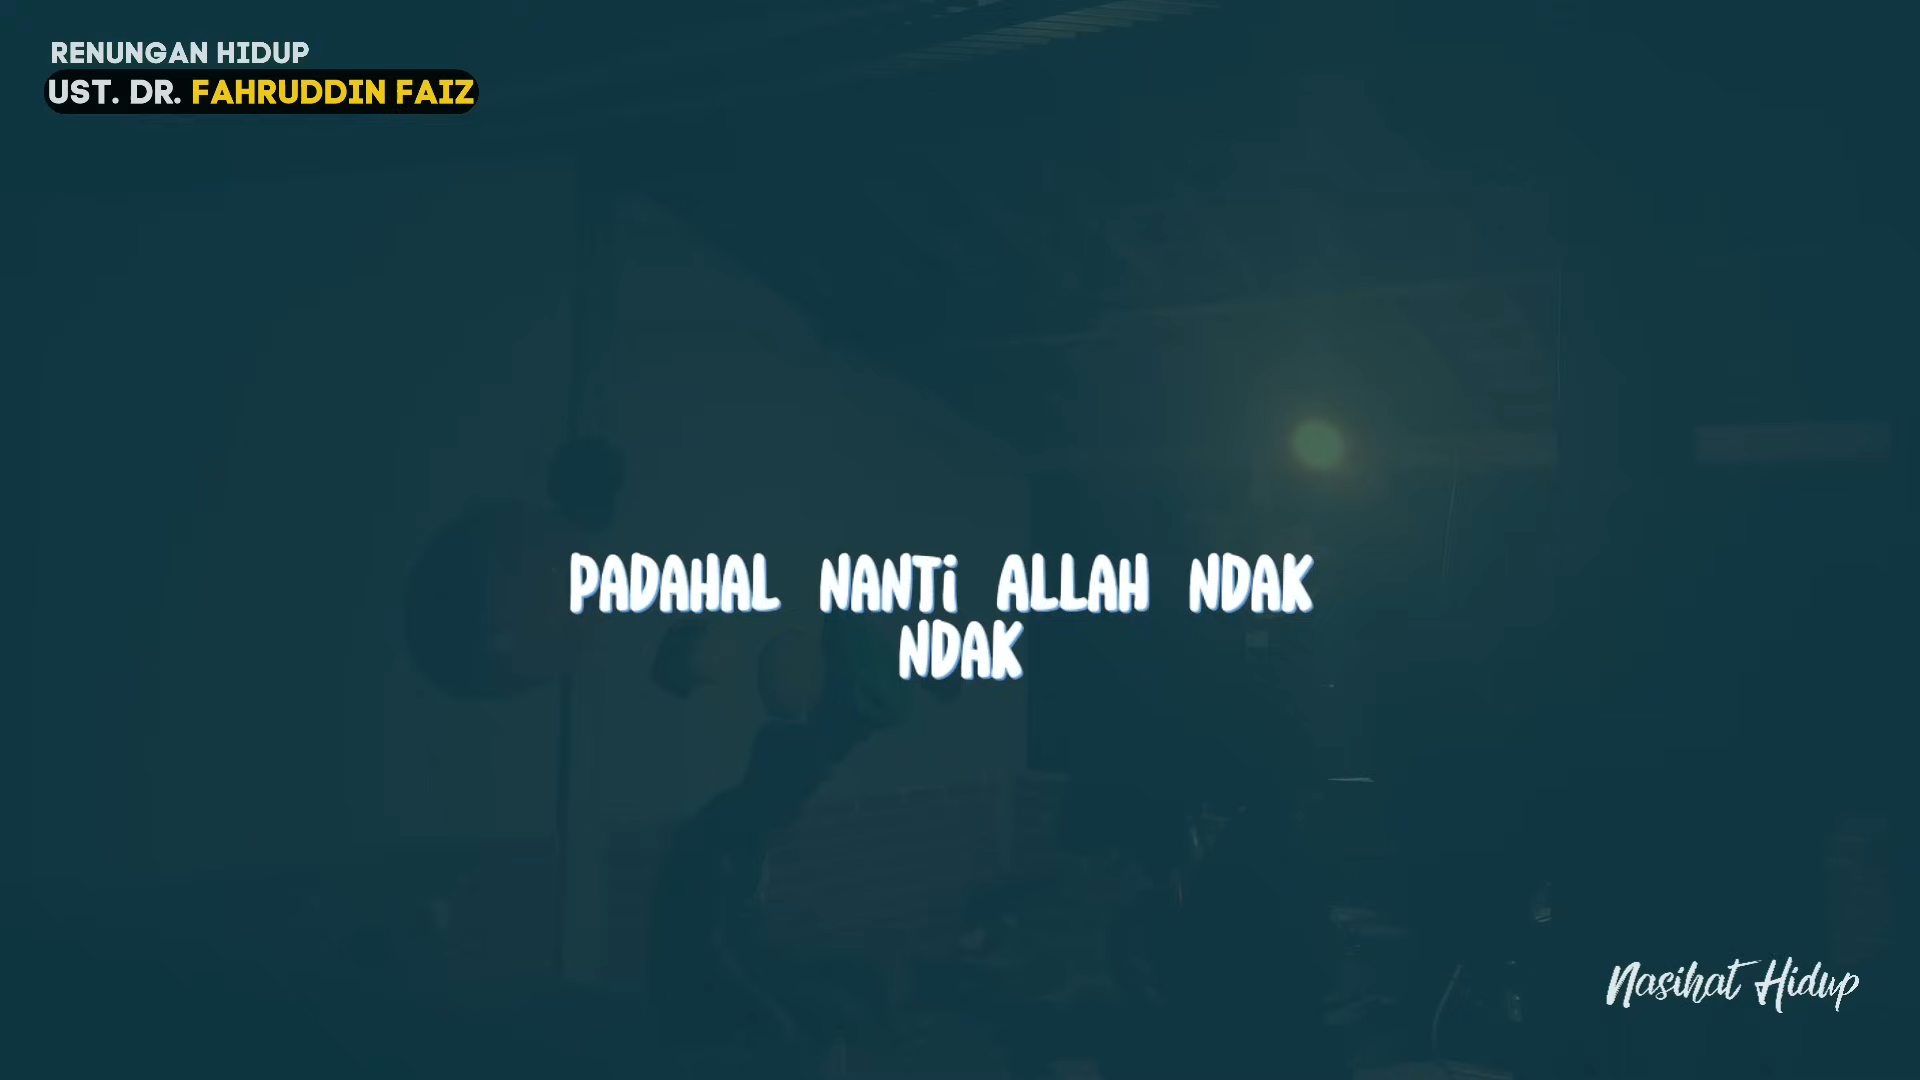 RENUNGAN HIDUP
UST. DR. FAHRUDDIN FAIZ
PADAHAL NANTi ALLAH NDAK
NDAK
Nasihat Hidup